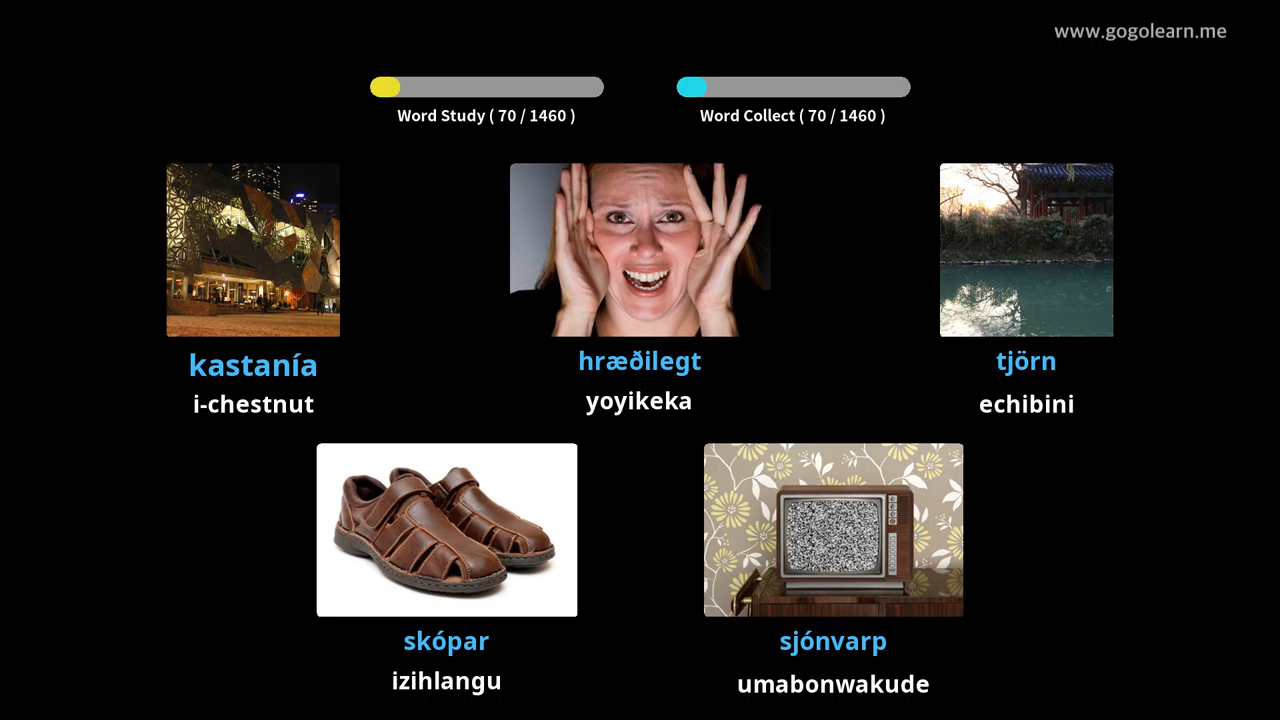 www.gogolearn.me
Word Study ( 70 / 1460 )
Word Collect ( 70 / 1460 )
kastanía
i-chestnut
hræðilegt
yoyikeka
tjörn
echibini
skópar
izihlangu
sjónvarp
umabonwakude